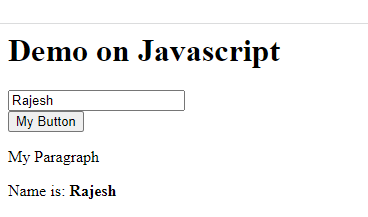 Demo on Javascript
Rajesh
My Button
My Paragraph
Name is: Rajesh